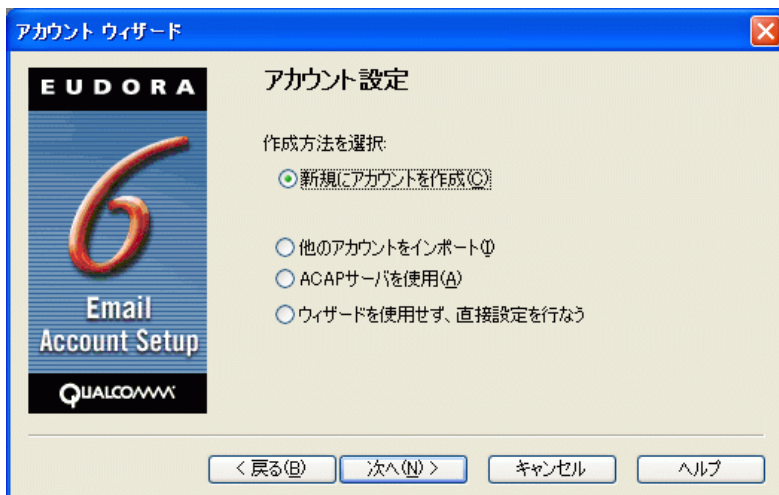 アカウント ウィザード
EUDORA
6
Email
Account Setup
QUALCOMM
アカウント設定
作成方法を選択:
新規にアカウントを作成(C)
他のアカウントをインポート(I)
ACAPサーバを使用(A)
ウィザードを使用せず、直接設定を行なう
< 戻る(B)
次へ(N) >
キャンセル
ヘルプ